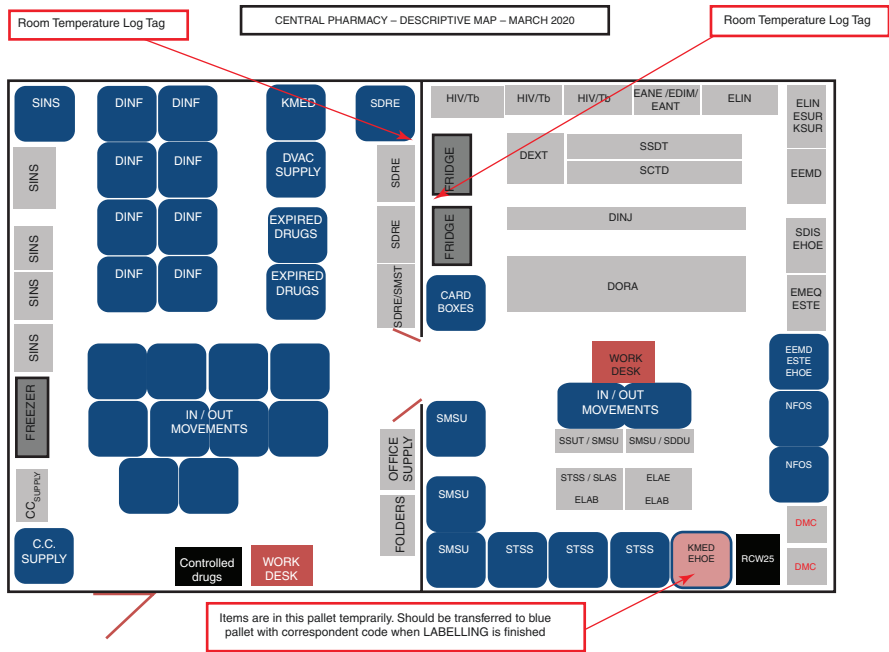 Room Temperature Log Tag
CENTRAL PHARMACY – DESCRIPTIVE MAP – MARCH 2020
Room Temperature Log Tag
SINS
DINF
DINF
KMED
SDRE
HIV/Tb
HIV/Tb
HIV/Tb
EANE /EDIM/
EANT
ELIN
ELIN
ESUR
KSUR
SINS
DINF
DINF
DVAC
SUPPLY
SDRE
FRIDGE
DEXT
SSDT
SCTD
EEMD
SINS
DINF
DINF
EXPIRED
DRUGS
SDRE
FRIDGE
DINJ
SDIS
EHOE
SINS
DINF
DINF
EXPIRED
DRUGS
SDRE/SMST
CARD
BOXES
DORA
EMEQ
ESTE
SINS
WORK
DESK
EEMD
ESTE
EHOE
FREEZER
IN / OUT
MOVEMENTS
OFFICE
SUPPLY
SMSU
IN / OUT
MOVEMENTS
NFOS
SSUT / SMSU
SMSU / SDDU
NFOS
CC SUPPLY
FOLDERS
SMSU
STSS / SLAS
ELAB
ELAE
ELAB
DMC
C.C.
SUPPLY
Controlled
drugs
WORK
DESK
SMSU
STSS
STSS
STSS
KMED
EHOE
RCW25
DMC
Items are in this pallet temprarily. Should be transferred to blue
pallet with correspondent code when LABELLING is finished